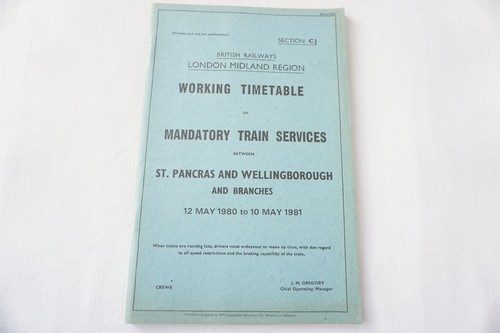 (Private and not for publication)
SECTION CJ
BRITISH RAILWAYS
LONDON MIDLAND REGION
WORKING TIMETABLE
OF
MANDATORY TRAIN SERVICES
BETWEEN
ST. PANCRAS AND WELLINGBOROUGH
AND BRANCHES
12 MAY 1980 to 10 MAY 1981
When trains are running late, drivers must endeavour to make up time, with due regard
to all speed restrictions and the braking capability of the train.
CREWE
J. M. GREGORY
Chief Operating Manager